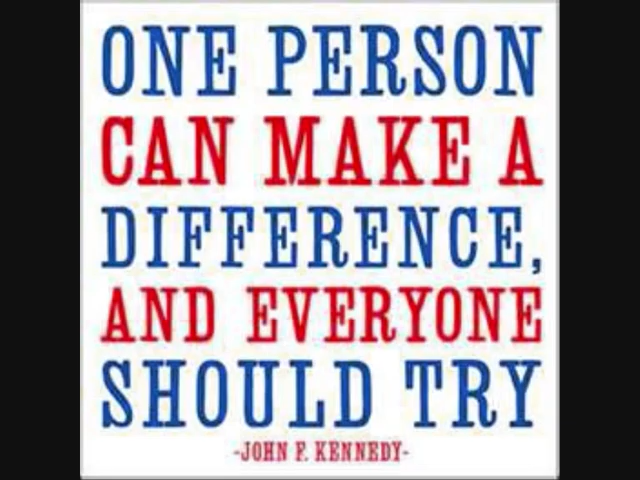 ONE PERSON
CAN MAKE A
DIFFERENCE,
AND EVERYONE
SHOULD TRY
-JOHN F. KENNEDY-